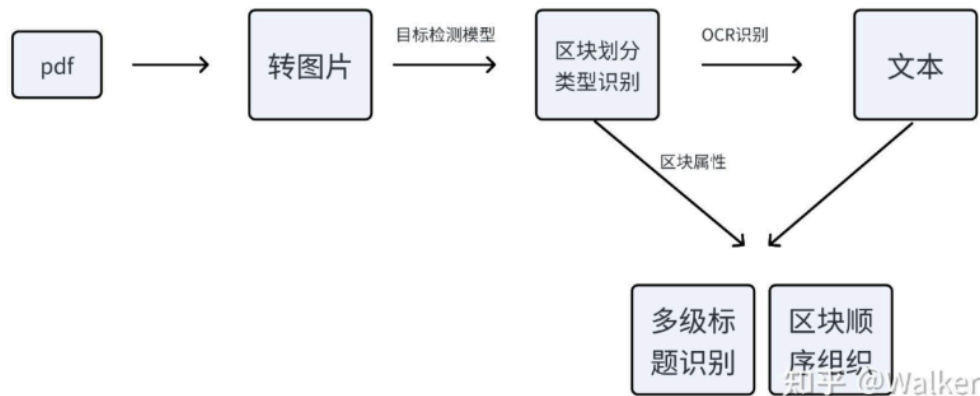 pdf
转图片
目标检测模型
区块划分
类型识别
OCR识别
文本
区块属性
多级标
题识别
区块顺
序组织
知乎 @Walker